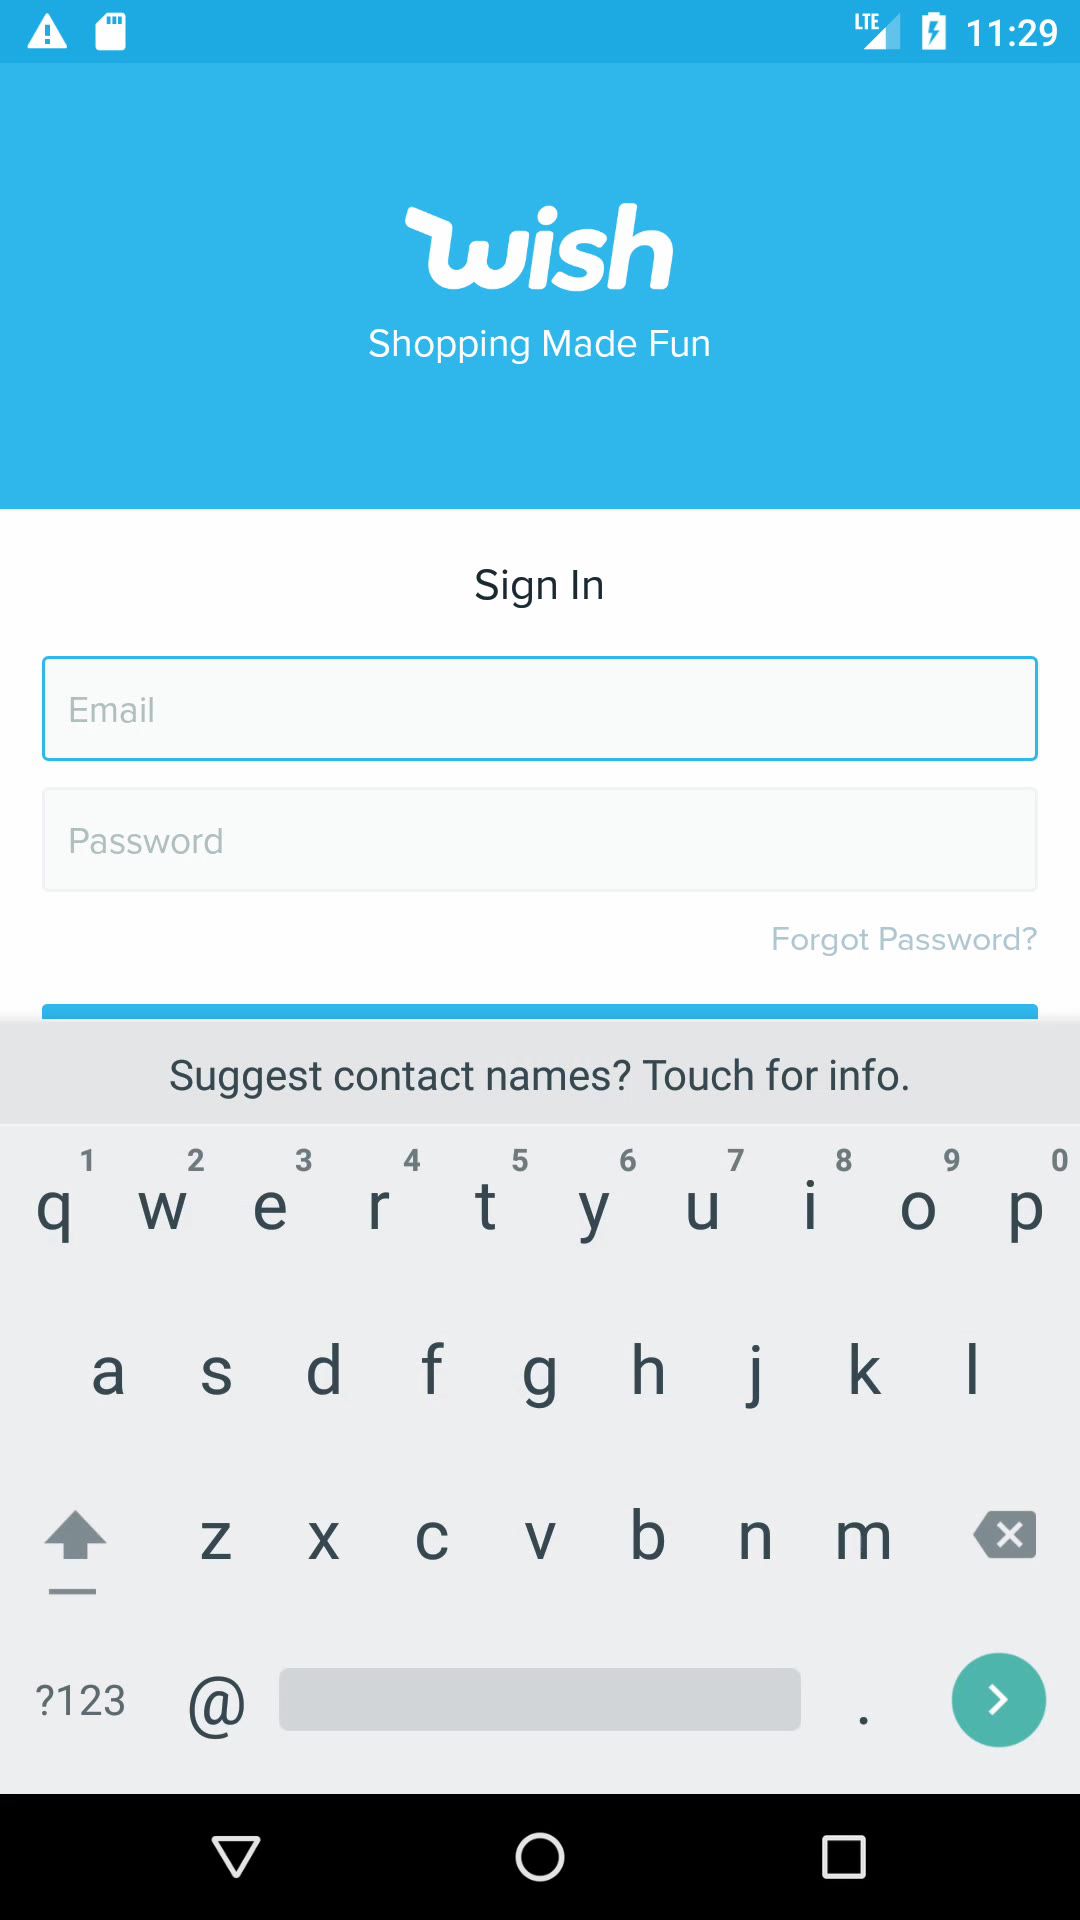 LTE 11:29
wish
Shopping Made Fun
Sign In
Email
Password
Forgot Password?
Suggest contact names? Touch for info.
1 2 3 4 5 6 7 8 9 0
q w e r t y u i o p
a s d f g h j k l
z x c v b n m
?123 @ .